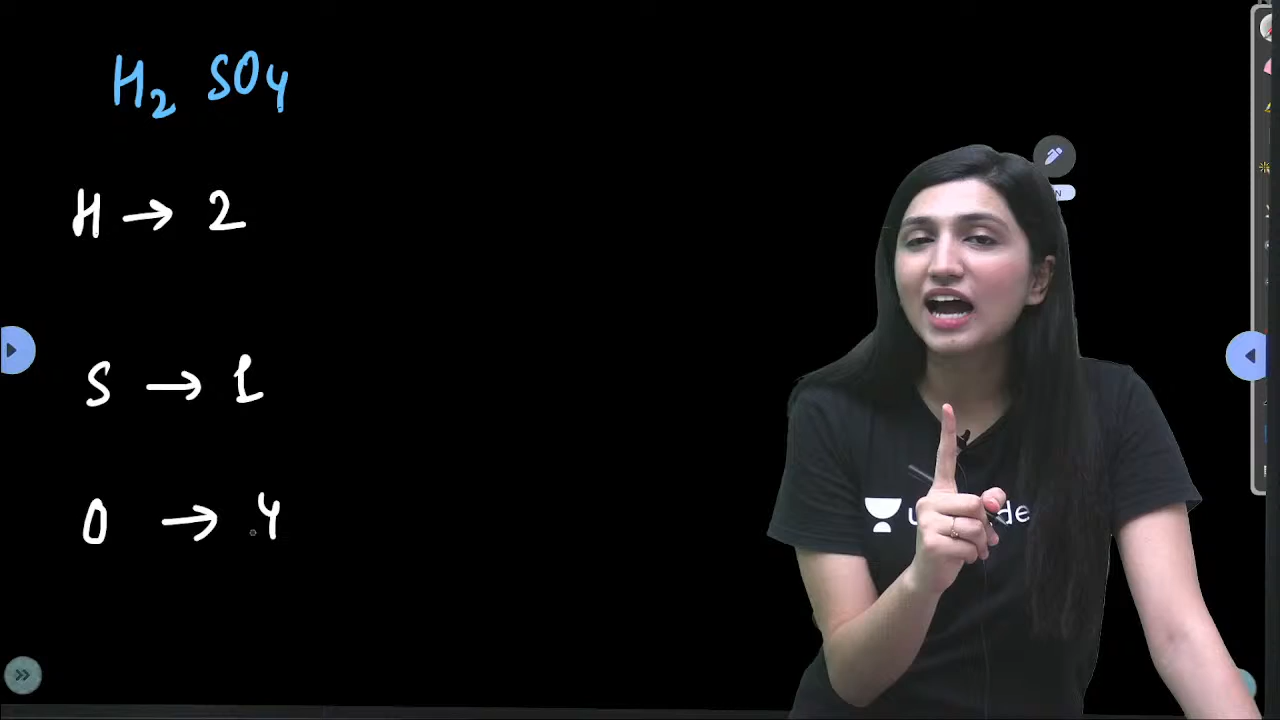 H₂ SO₄
H → 2
S → 1
O → 4